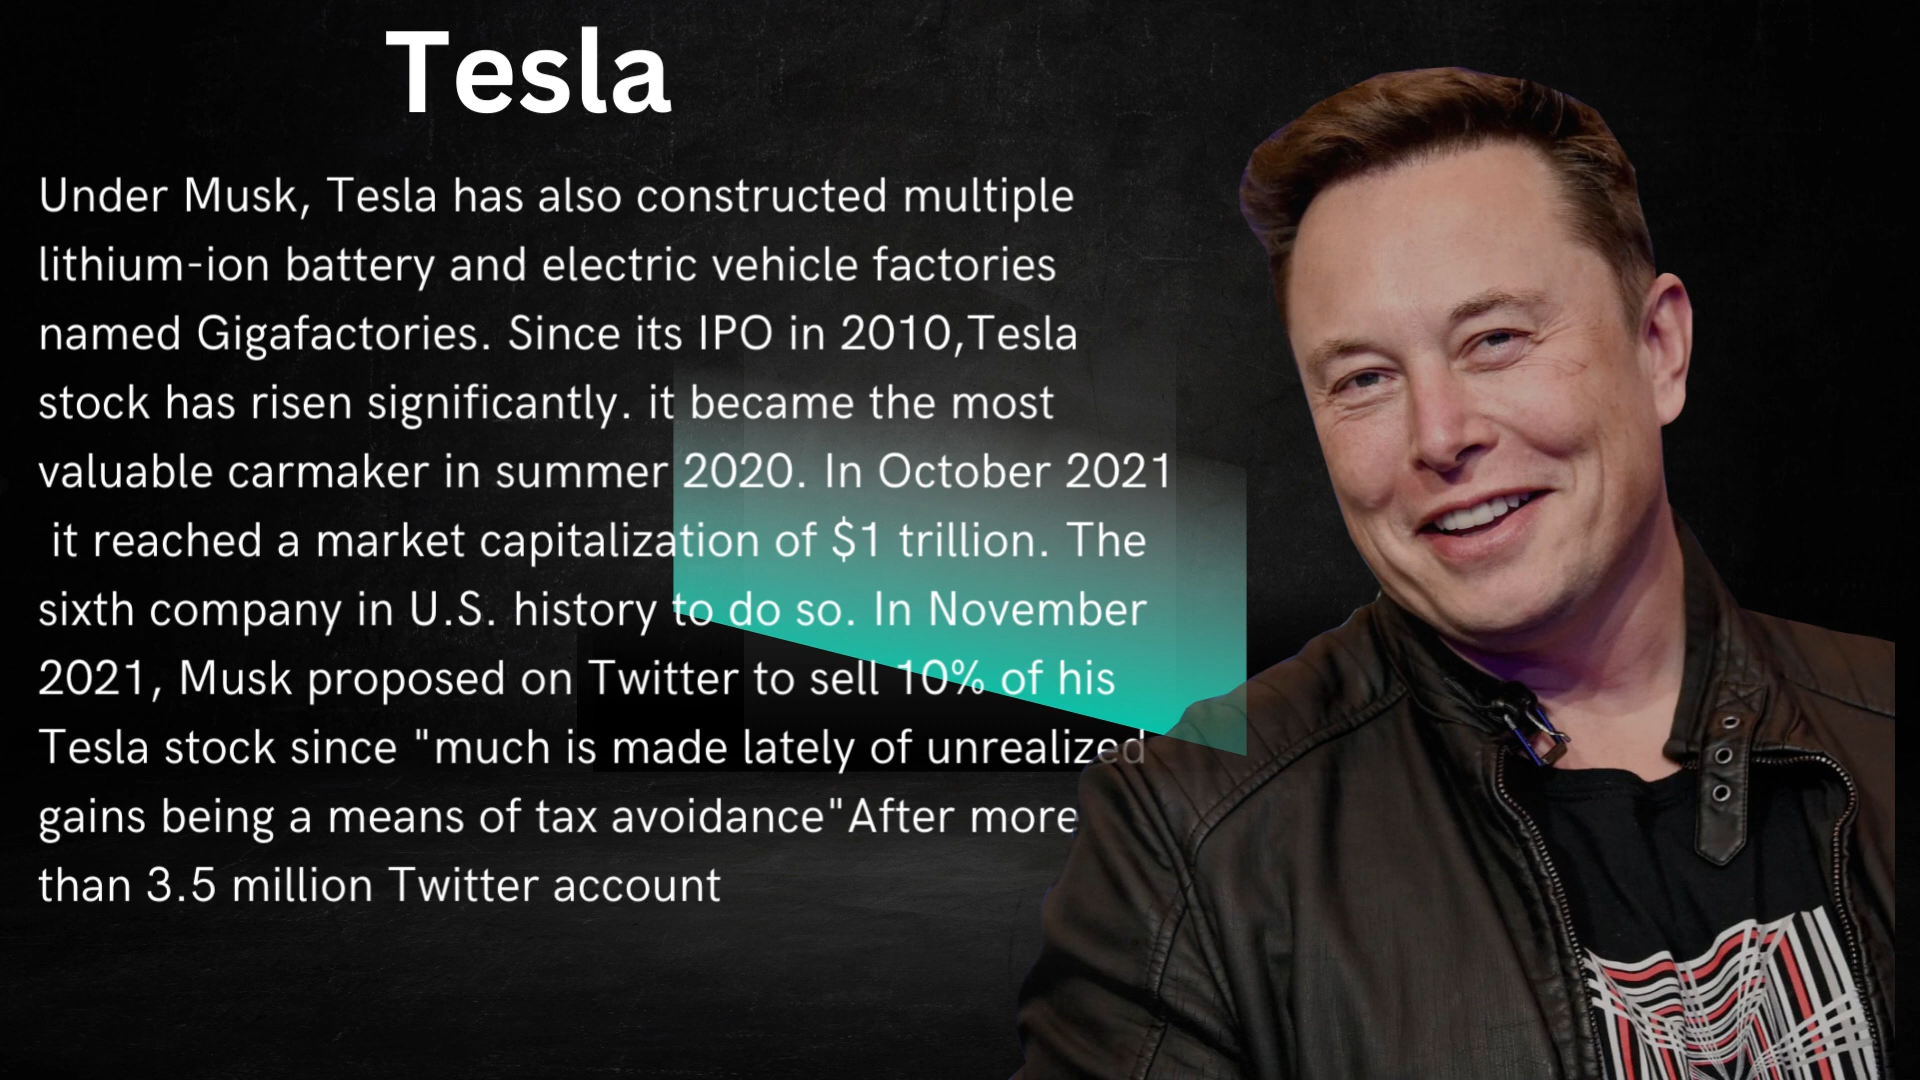 Tesla
Under Musk, Tesla has also constructed multiple
lithium-ion battery and electric vehicle factories
named Gigafactories. Since its IPO in 2010,Tesla
stock has risen significantly. it became the most
valuable carmaker in summer 2020. In October 2021
it reached a market capitalization of $1 trillion. The
sixth company in U.S. history to do so. In November
2021, Musk proposed on Twitter to sell 10% of his
Tesla stock since "much is made lately of unrealized
gains being a means of tax avoidance"After more
than 3.5 million Twitter account